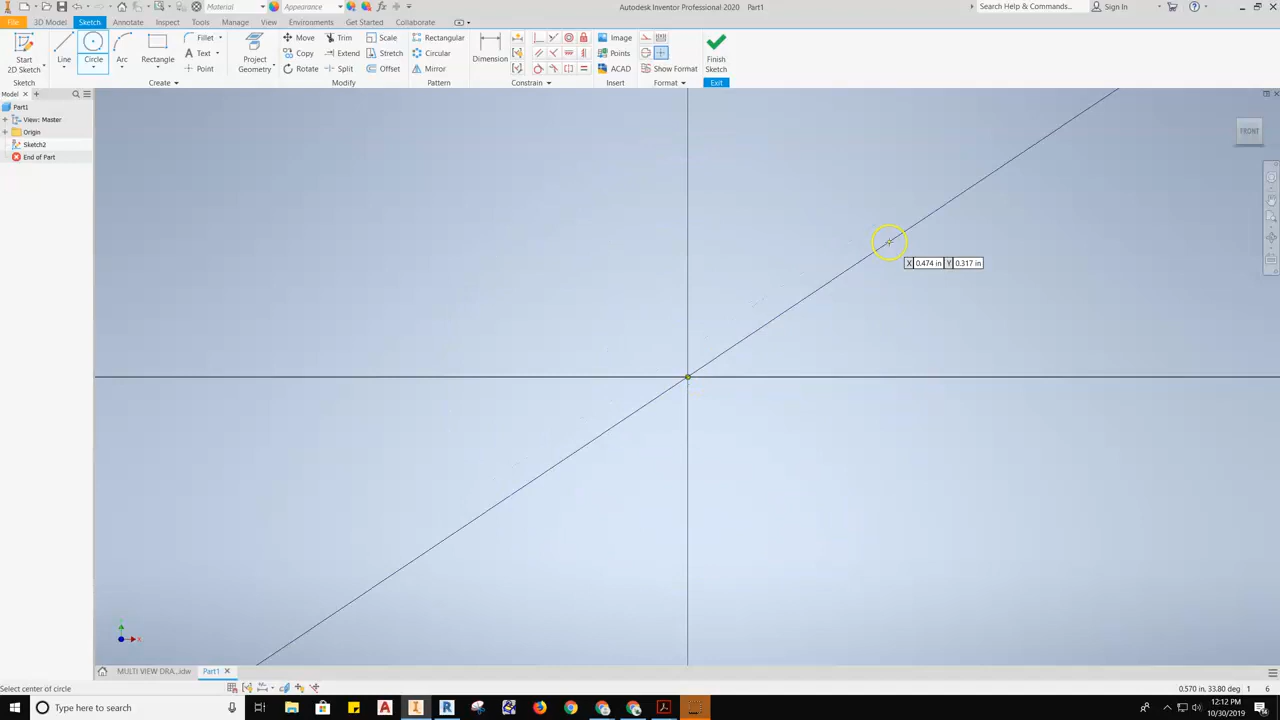 Material
Appearance
Autodesk Inventor Professional 2020 Part1
Search Help & Commands...
Sign In
File 3D Model Sketch Annotate Inspect Tools Manage View Environments Get Started Collaborate
Start 2D Sketch
Line
Circle
Arc
Rectangle
Fillet
Text
Point
Project Geometry
Move
Copy
Rotate
Trim
Extend
Split
Scale
Stretch
Offset
Rectangular
Circular
Mirror
Dimension
Image
Points
ACAD
Show Format
Finish Sketch
Sketch Create Modify Pattern Constrain Insert Format Exit
Model
Part1
View: Master
Origin
Sketch2
End of Part
FRONT
X 0.474 in Y 0.317 in
X
MULTI VIEW DRA...idw Part1
Select center of circle
0.570 in, 33.80 deg 1 6
Type here to search
12:12 PM
10/30/2019